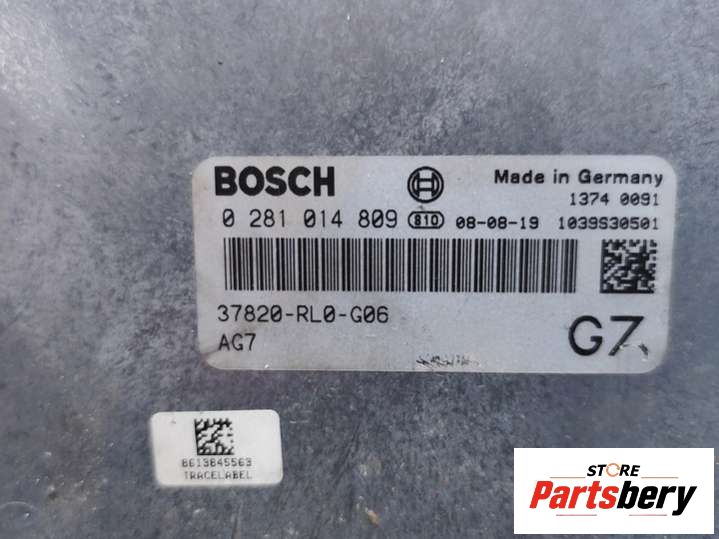 BOSCH
Made in Germany
1374 0091
0 281 014 809 810 08-08-19 1039S30501
37820-RL0-G06
AG7
G7
8613845563
TRACELABEL
STORE
Partsbery